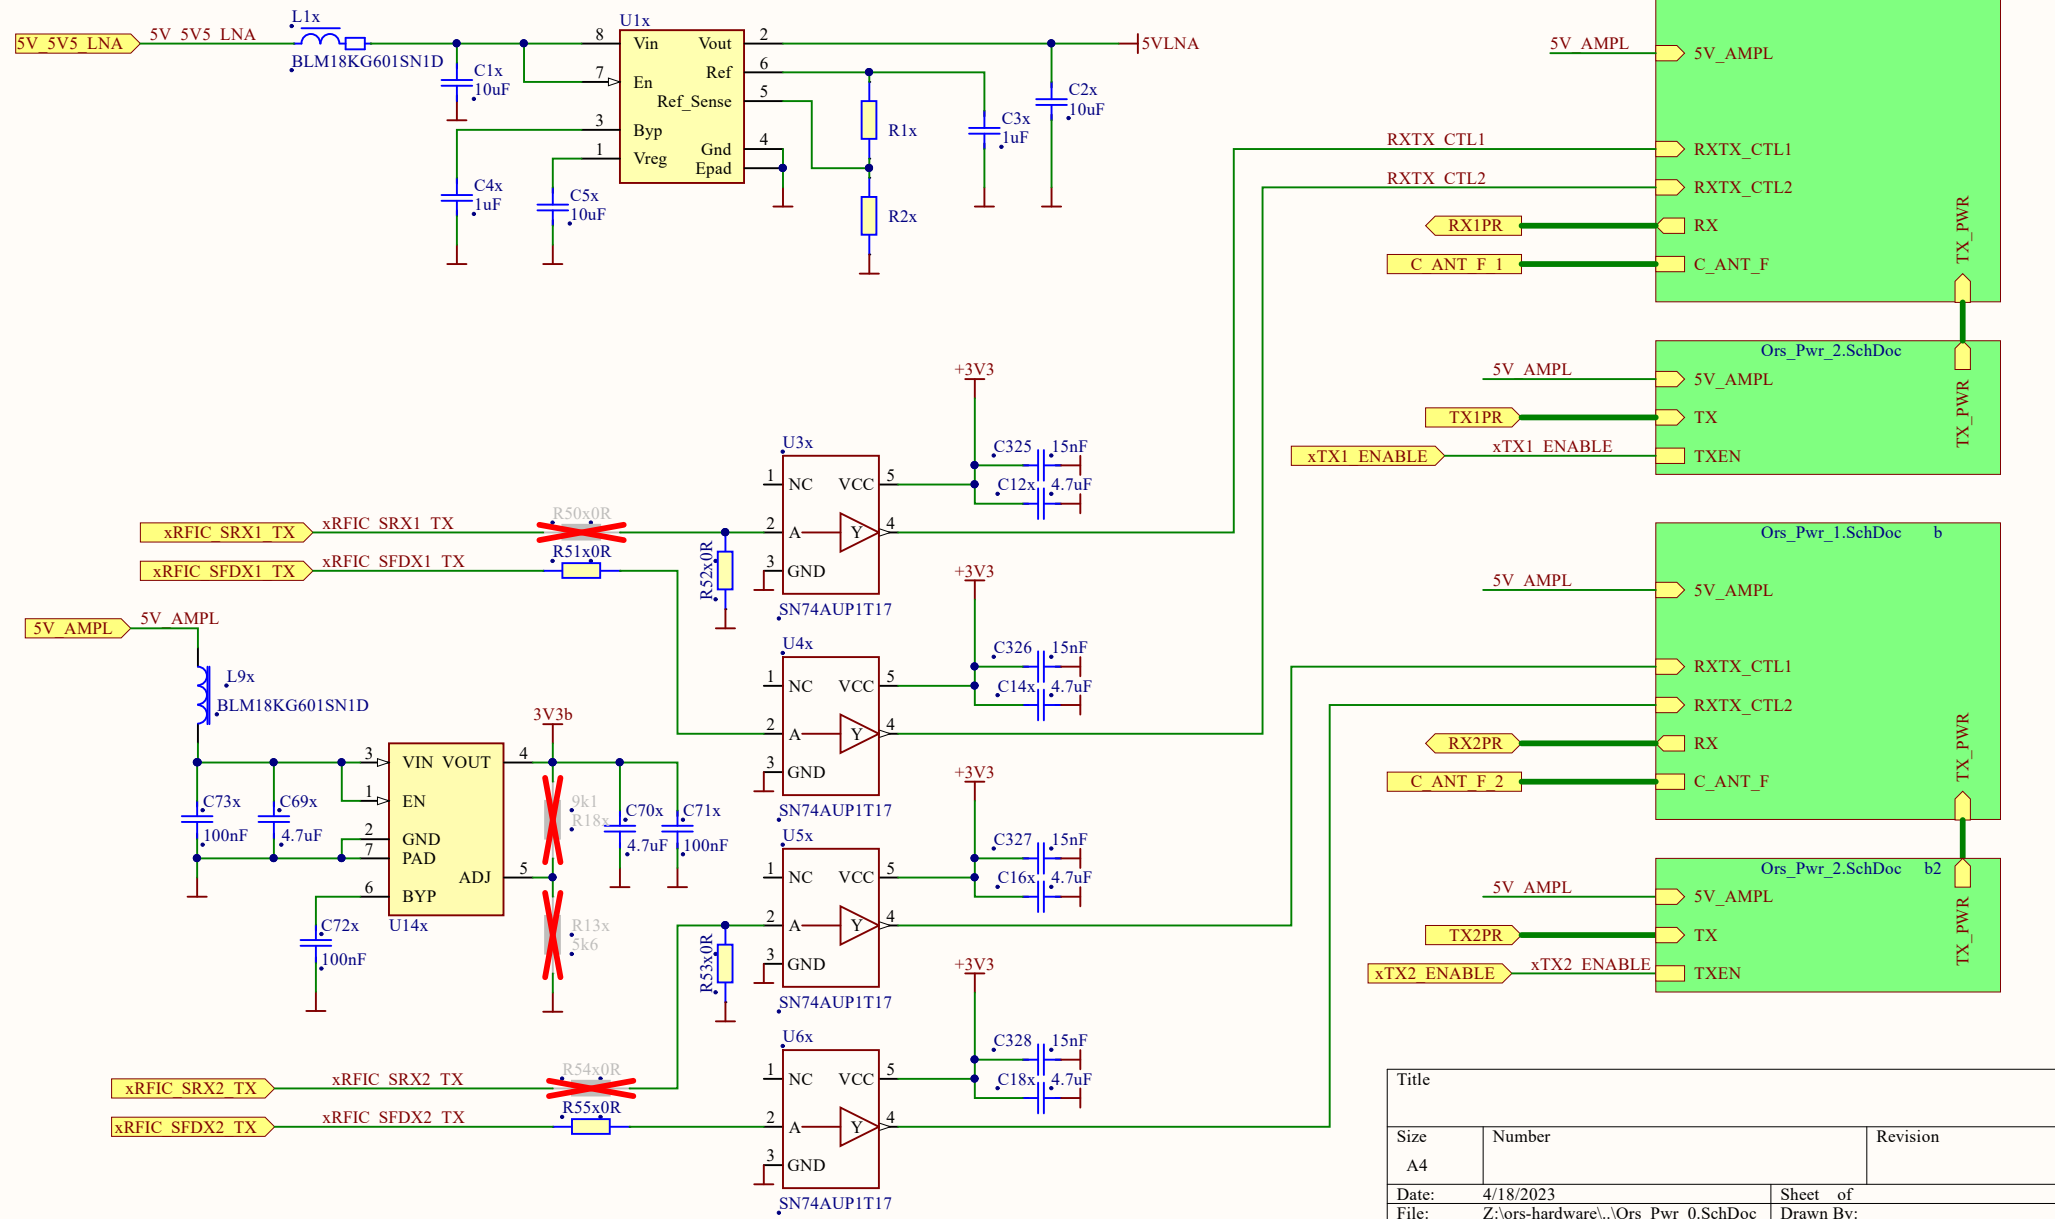 5V_5V5_LNA
5V_5V5_LNA
L1x
BLM18KG601SN1D
C1x
10uF
C4x
1uF
C5x
10uF
U1x
8 Vin
7 En
3 Byp
1 Vreg
Vout 2
Ref 6
Ref_Sense 5
Gnd 4
Epad
R1x
R2x
C3x
1uF
C2x
10uF
5VLNA
5V_AMPL
5V_AMPL
RXTX_CTL1
RXTX_CTL1
RXTX_CTL2
RXTX_CTL2
RX1PR
RX
C_ANT_F_1
C_ANT_F
TX_PWR
Ors_Pwr_2.SchDoc
5V_AMPL
5V_AMPL
TX1PR
TX
xTX1_ENABLE
xTX1_ENABLE
TXEN
TX_PWR
Ors_Pwr_1.SchDoc b
5V_AMPL
5V_AMPL
RXTX_CTL1
RXTX_CTL2
RX2PR
RX
C_ANT_F_2
C_ANT_F
TX_PWR
Ors_Pwr_2.SchDoc b2
5V_AMPL
5V_AMPL
TX2PR
TX
xTX2_ENABLE
xTX2_ENABLE
TXEN
TX_PWR
xRFIC_SRX1_TX
xRFIC_SRX1_TX
R50x0R
xRFIC_SFDX1_TX
xRFIC_SFDX1_TX
R51x0R
R52x0R
+3V3
U3x
1 NC
VCC 5
2 A
Y 4
3 GND
SN74AUP1T17
C325 15nF
C12x 4.7uF
+3V3
U4x
1 NC
VCC 5
2 A
Y 4
3 GND
SN74AUP1T17
C326 15nF
C14x 4.7uF
+3V3
U5x
1 NC
VCC 5
2 A
Y 4
3 GND
SN74AUP1T17
C327 15nF
C16x 4.7uF
R53x0R
+3V3
U6x
1 NC
VCC 5
2 A
Y 4
3 GND
SN74AUP1T17
C328 15nF
C18x 4.7uF
5V_AMPL
5V_AMPL
L9x
BLM18KG601SN1D
C73x
100nF
C69x
4.7uF
3 VIN
VOUT 4
1 EN
2 GND
7 PAD
ADJ 5
6 BYP
U14x
C72x
100nF
3V3b
9k1
R18x
R13x
5k6
C70x
4.7uF
C71x
100nF
xRFIC_SRX2_TX
xRFIC_SRX2_TX
R54x0R
xRFIC_SFDX2_TX
xRFIC_SFDX2_TX
R55x0R
Title
Size
Number
Revision
A4
Date: 4/18/2023
Sheet of
File: Z:\ors-hardware\..\Ors_Pwr_0.SchDoc
Drawn By: